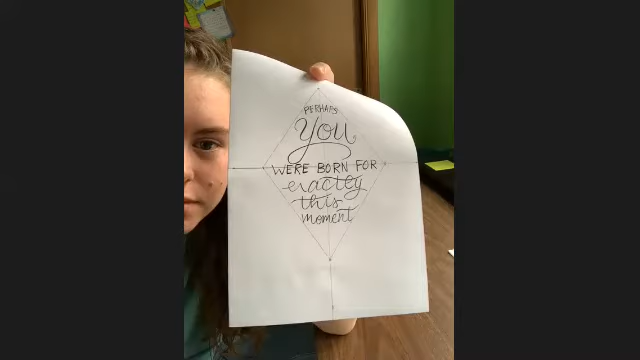 PERHAPS
You
WERE BORN FOR
exactly
this
moment